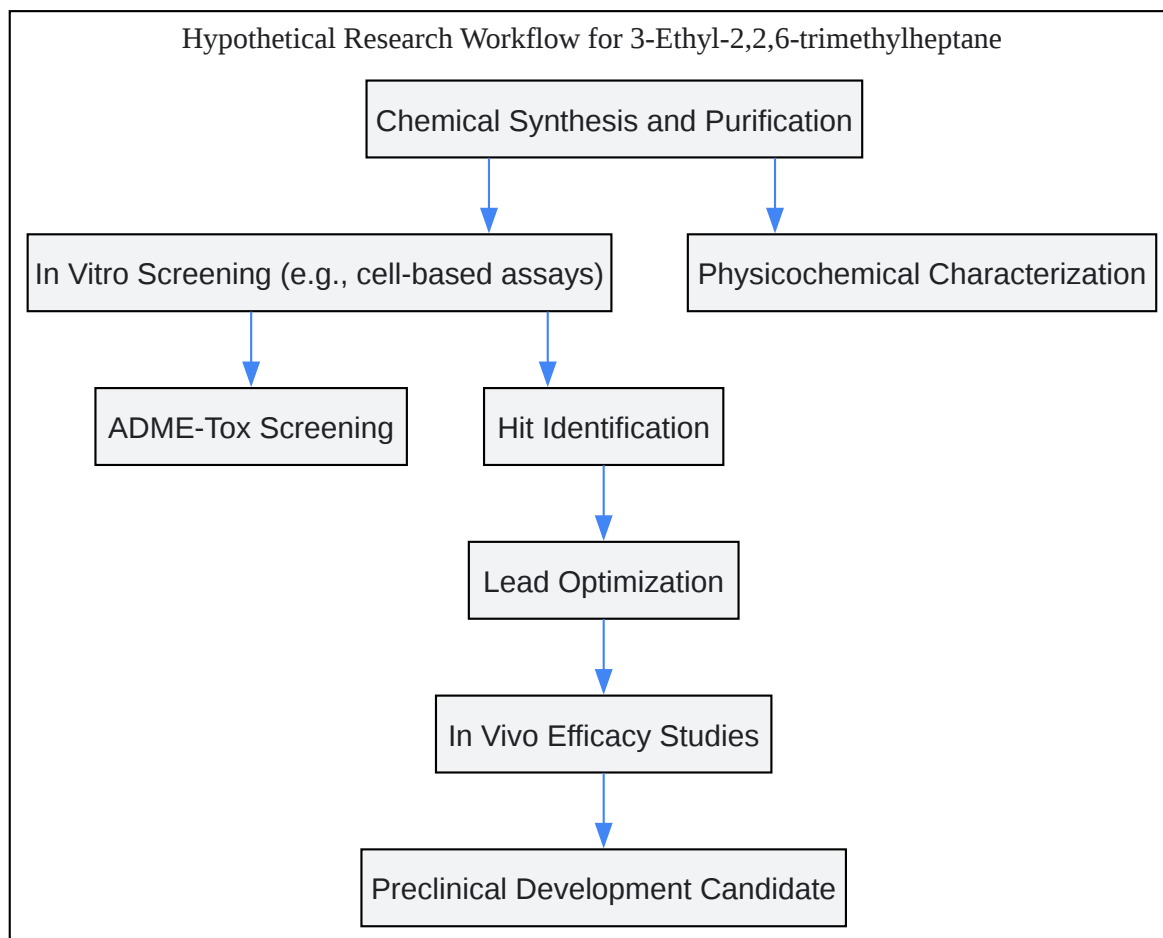 Hypothetical Research Workflow for 3-Ethyl-2,2,6-trimethylheptane
Chemical Synthesis and Purification
In Vitro Screening (e.g., cell-based assays)
Physicochemical Characterization
ADME-Tox Screening
Hit Identification
Lead Optimization
In Vivo Efficacy Studies
Preclinical Development Candidate